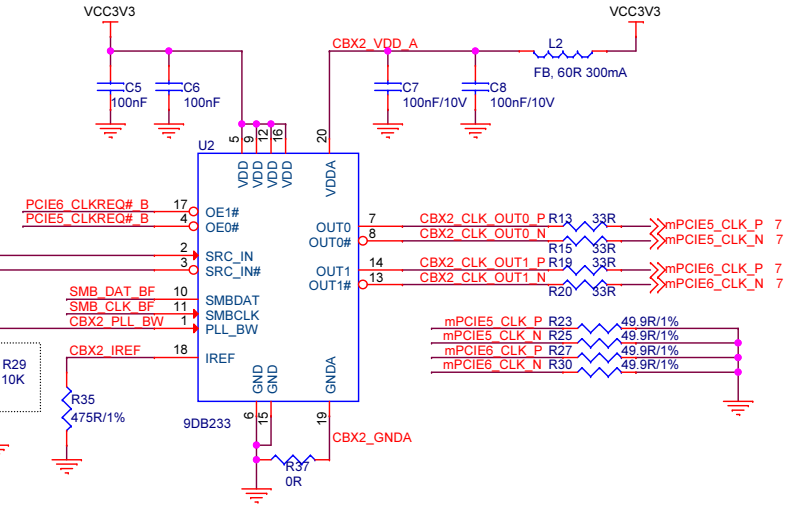 VCC3V3 VCC3V3
CBX2_VDD_A L2
FB, 60R 300mA
C5 C6 C7 C8
100nF 100nF 100nF/10V 100nF/10V
5 9 12 16 20
U2
VDD VDD VDD VDD VDDA
PCIE6_CLKREQ#_B 17 OE1#
PCIE5_CLKREQ#_B 4 OE0#
OUT0 7 CBX2_CLK_OUT0_P R13 33R mPCIE5_CLK_P 7
OUT0# 8 CBX2_CLK_OUT0_N R15 33R mPCIE5_CLK_N 7
2 SRC_IN
3 SRC_IN#
OUT1 14 CBX2_CLK_OUT1_P R19 33R mPCIE6_CLK_P 7
OUT1# 13 CBX2_CLK_OUT1_N R20 33R mPCIE6_CLK_N 7
SMB_DAT_BF 10 SMBDAT
SMB_CLK_BF 11 SMBCLK
CBX2_PLL_BW 1 PLL_BW
mPCIE5_CLK_P R23 49.9R/1%
mPCIE5_CLK_N R25 49.9R/1%
mPCIE6_CLK_P R27 49.9R/1%
mPCIE6_CLK_N R30 49.9R/1%
CBX2_IREF 18 IREF
R29
10K
GND GND GNDA
R35
475R/1%
6 15 19
9DB233
CBX2_GNDA
R37
0R